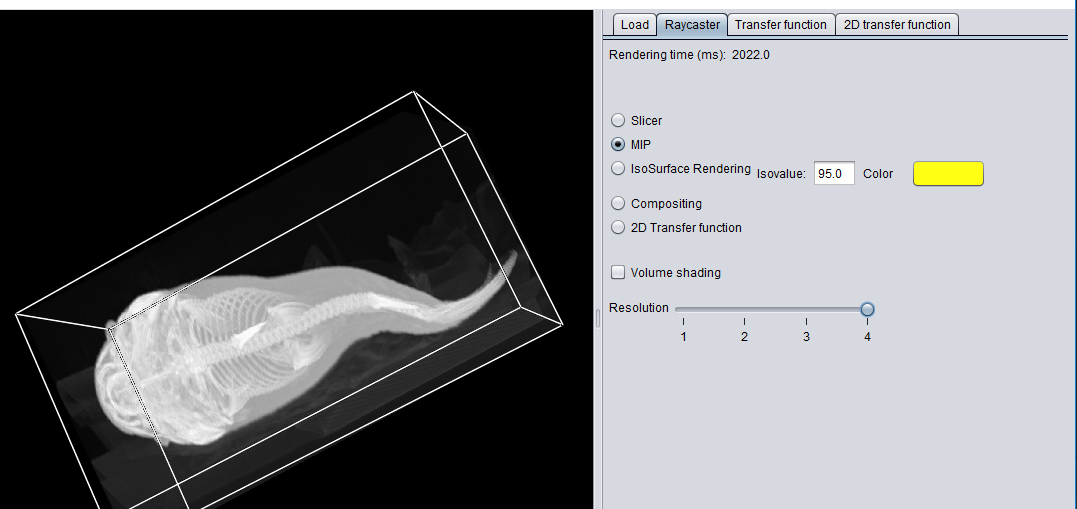 Load Raycaster Transfer function 2D transfer function
Rendering time (ms): 2022.0
Slicer
MIP
IsoSurface Rendering Isovalue: 95.0 Color
Compositing
2D Transfer function
Volume shading
Resolution
1 2 3 4